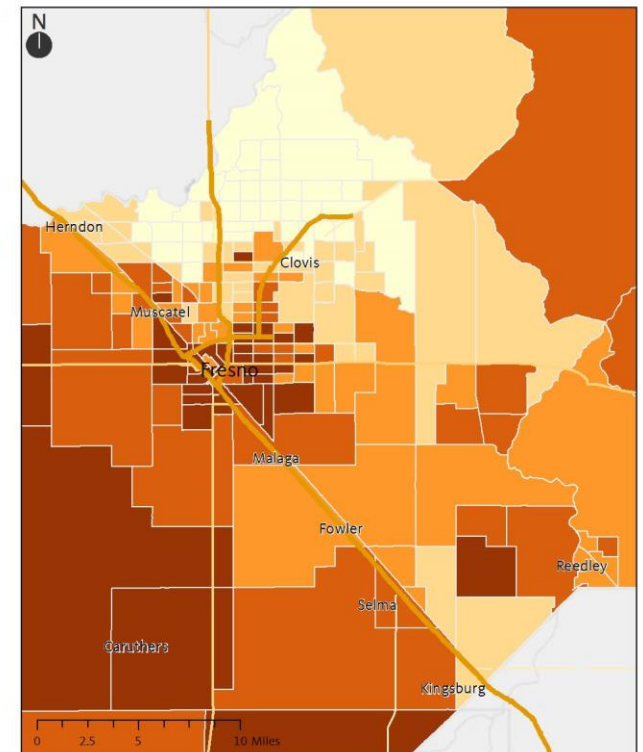 N
Herndon
Clovis
Muscatel
Fresno
Malaga
Fowler
Reedley
Selma
Caruthers
Kingsburg
0 2.5 5 10 Miles